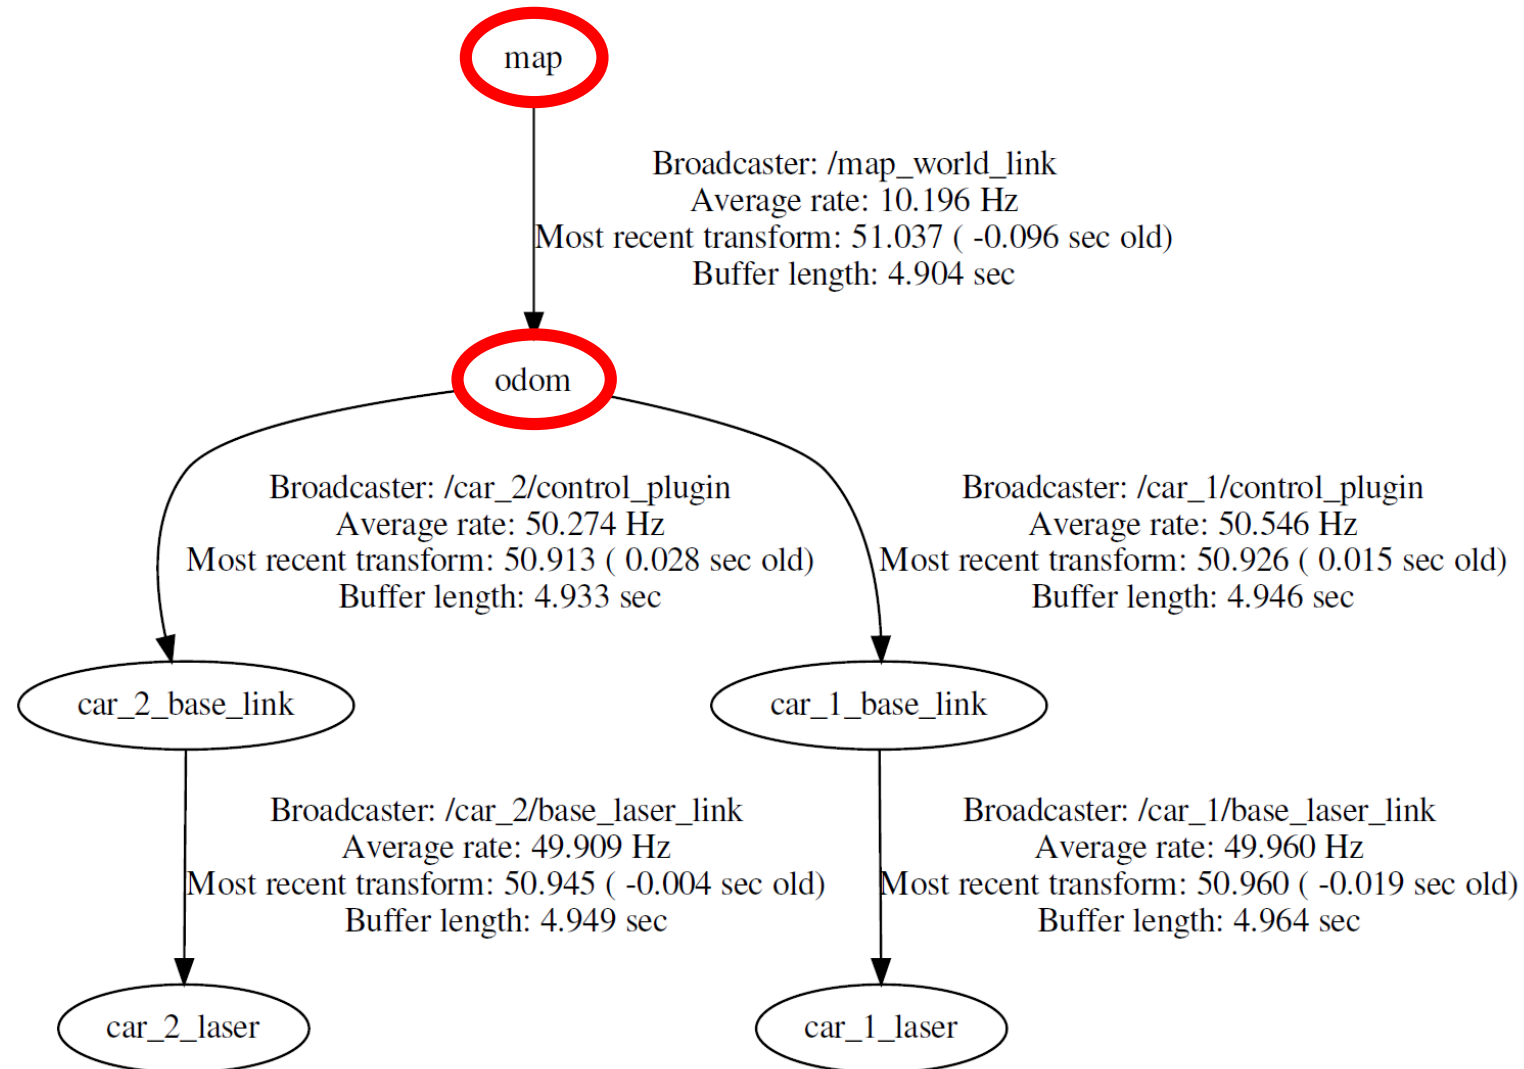 map
Broadcaster: /map_world_link
Average rate: 10.196 Hz
Most recent transform: 51.037 ( -0.096 sec old)
Buffer length: 4.904 sec
odom
Broadcaster: /car_2/control_plugin
Average rate: 50.274 Hz
Most recent transform: 50.913 ( 0.028 sec old)
Buffer length: 4.933 sec
Broadcaster: /car_1/control_plugin
Average rate: 50.546 Hz
Most recent transform: 50.926 ( 0.015 sec old)
Buffer length: 4.946 sec
car_2_base_link
car_1_base_link
Broadcaster: /car_2/base_laser_link
Average rate: 49.909 Hz
Most recent transform: 50.945 ( -0.004 sec old)
Buffer length: 4.949 sec
Broadcaster: /car_1/base_laser_link
Average rate: 49.960 Hz
Most recent transform: 50.960 ( -0.019 sec old)
Buffer length: 4.964 sec
car_2_laser
car_1_laser